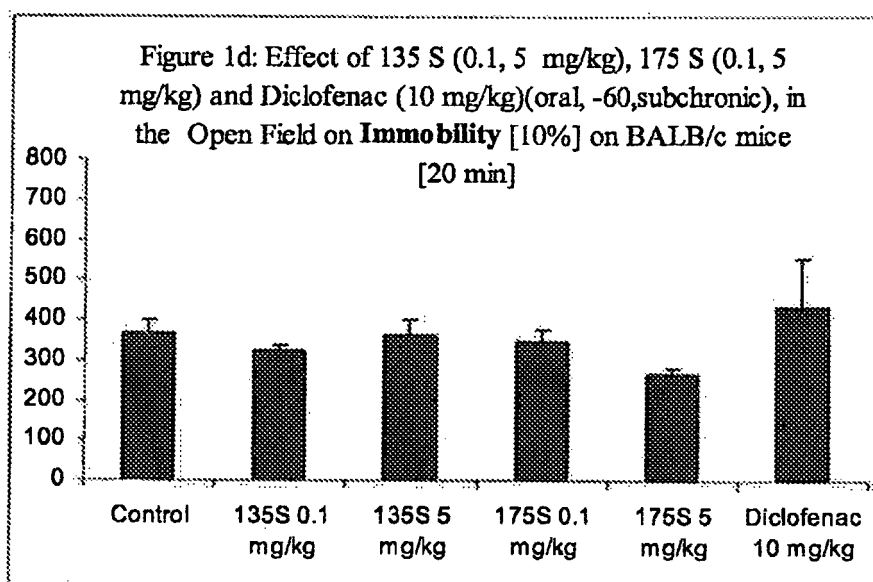 Figure 1d: Effect of 135 S (0.1, 5 mg/kg), 175 S (0.1, 5
mg/kg) and Diclofenac (10 mg/kg)(oral, -60,subchronic), in
the Open Field on Immobility [10%] on BALB/c mice
[20 min]
800
700
600
500
400
300
200
100
0
Control
135S 0.1
mg/kg
135S 5
mg/kg
175S 0.1
mg/kg
175S 5
mg/kg
Diclofenac
10 mg/kg